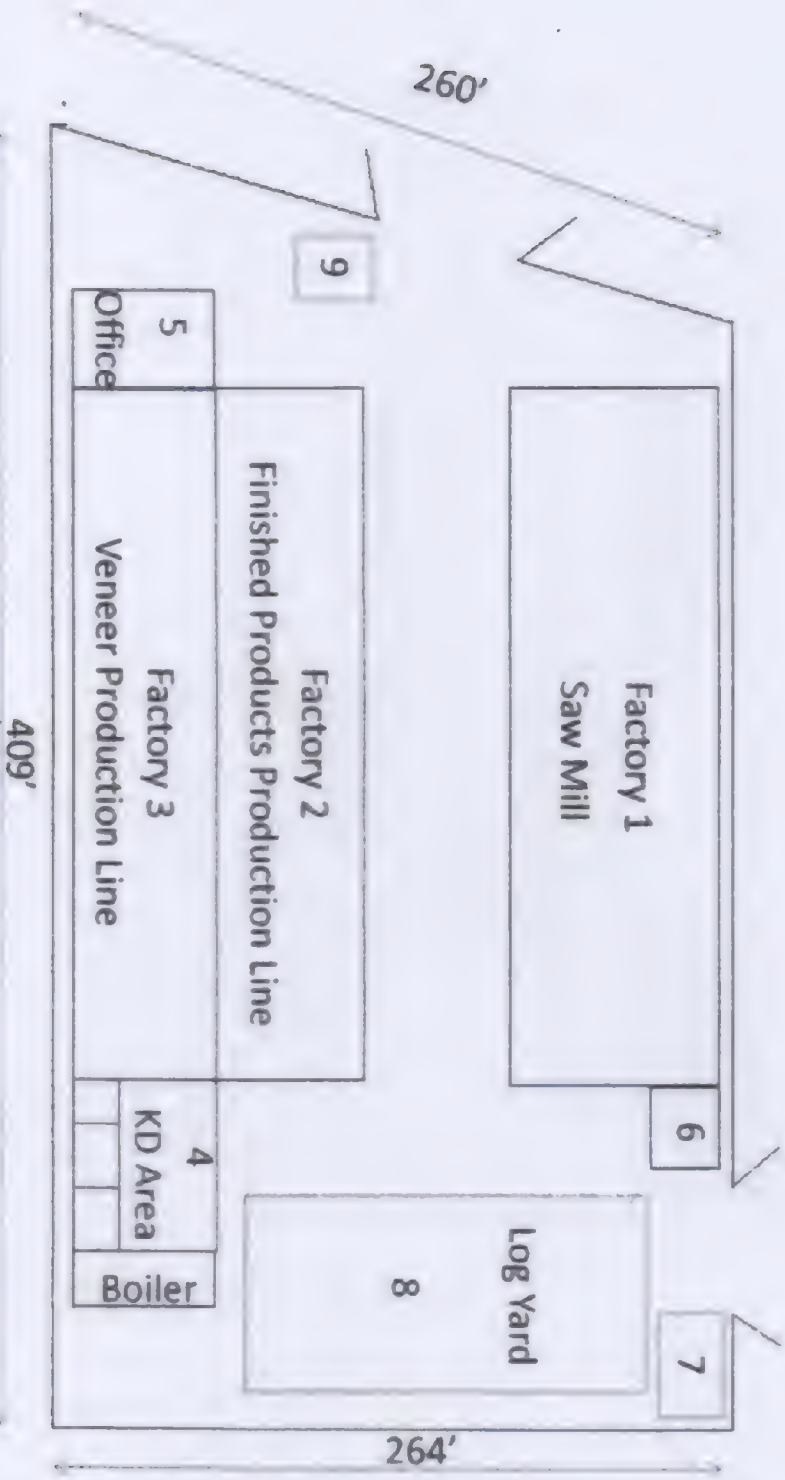 260'
9
5
Office
Factory 1
Saw Mill
Factory 2
Finished Products Production Line
Factory 3
Veneer Production Line
409'
6
4
KD Area
Boiler
Log Yard
8
7
264'